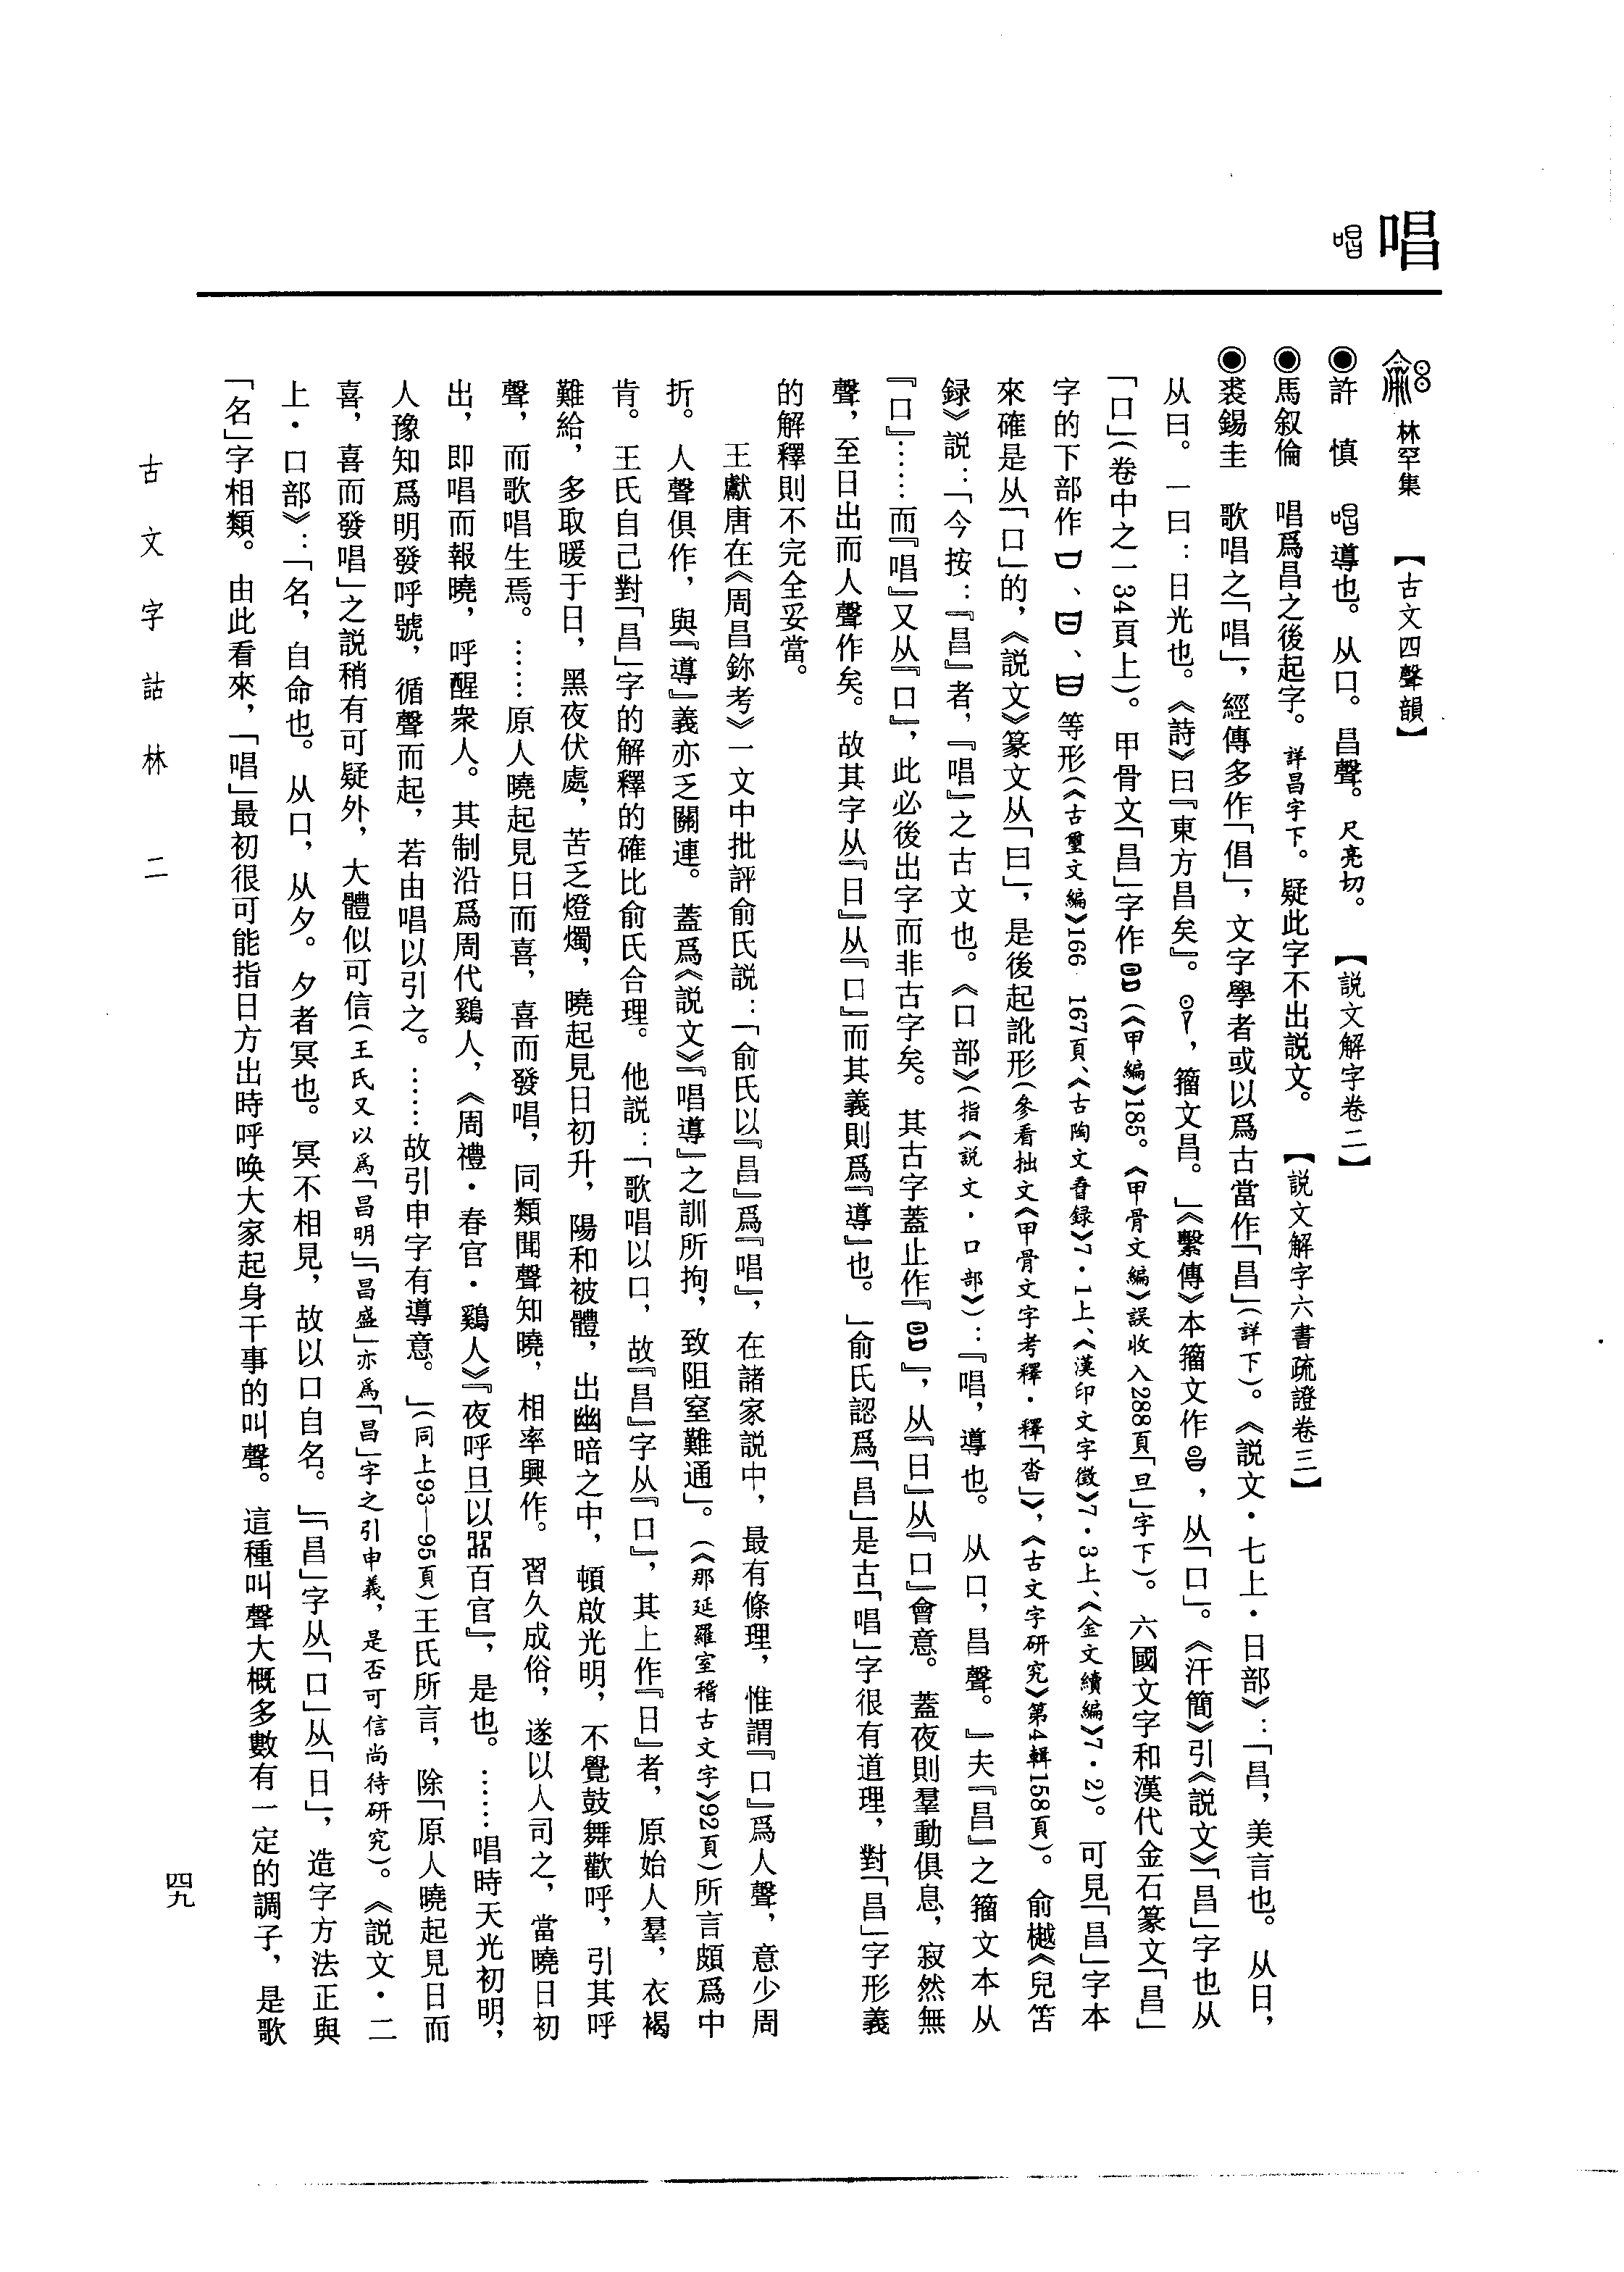 唱
唱
林罕集　【古文四聲韻】
◉許　慎　唱導也。从口。昌聲。尺亮切。　【説文解字卷二】
◉馬叙倫　唱爲昌之後起字。詳昌字下。疑此字不出説文。　【説文解字六書疏證卷三】
◉裘錫圭　歌唱之「唱」，經傳多作「倡」，文字學者或以爲古當作「昌」（詳下）。《説文・七上・日部》：「昌，美言也。从日，
从曰。一曰：日光也。《詩》曰『東方昌矣』。，籀文昌。」《繫傳》本籀文作，从「口」。《汗簡》引《説文》「昌」字也从
「口」（卷中之一34頁上）。甲骨文「昌」字作（《甲編》185。《甲骨文編》誤收入288頁「旦」字下）。六國文字和漢代金石篆文「昌」
字的下部作、、等形（《古璽文編》166 167頁、《古陶文香録》7・1上、《漢印文字徵》7・3上、《金文續編》7・2）。可見「昌」字本
來確是从「口」的，《説文》篆文从「曰」，是後起訛形（參看拙文《甲骨文字考釋・釋「沓」》，《古文字研究》第4輯158頁）。俞樾《兒笘
録》説：「今按：『昌』者，『唱』之古文也。《口部》（指《説文・口部》）：『唱，導也。从口，昌聲。』夫『昌』之籀文本从
『口』……而『唱』又从『口』，此必後出字而非古字矣。其古字蓋止作『』，从『日』从『口』會意。蓋夜則羣動俱息，寂然無
聲，至日出而人聲作矣。故其字从『日』从『口』而其義則爲『導』也。」俞氏認爲「昌」是古「唱」字很有道理，對「昌」字形義
的解釋則不完全妥當。
王獻唐在《周昌鉩考》一文中批評俞氏説：「俞氏以『昌』爲『唱』，在諸家説中，最有條理，惟謂『口』爲人聲，意少周
折。人聲俱作，與『導』義亦乏關連。蓋爲《説文》『唱導』之訓所拘，致阻窒難通」。（《那延羅室稽古文字》92頁）所言頗爲中
肯。王氏自己對「昌」字的解釋的確比俞氏合理。他説：「歌唱以口，故『昌』字从『口』，其上作『日』者，原始人羣，衣褐
難給，多取暖于日，黑夜伏處，苦乏燈燭，曉起見日初升，陽和被體，出幽暗之中，頓啟光明，不覺鼓舞歡呼，引其呼
聲，而歌唱生焉。……原人曉起見日而喜，喜而發唱，同類聞聲知曉，相率興作。習久成俗，遂以人司之，當曉日初
出，即唱而報曉，呼醒衆人。其制沿爲周代鷄人，《周禮・春官・鷄人》『夜呼旦以嘂百官』，是也。……唱時天光初明，
人豫知爲明發呼號，循聲而起，若由唱以引之。……故引申字有導意。」（同上93—95頁）王氏所言，除「原人曉起見日而
喜，喜而發唱」之説稍有可疑外，大體似可信（王氏又以爲「昌明」「昌盛」亦爲「昌」字之引申義，是否可信尚待研究）。《説文・二
上・口部》：「名，自命也。从口，从夕。夕者冥也。冥不相見，故以口自名。」「昌」字从「口」从「日」，造字方法正與
「名」字相類。由此看來，「唱」最初很可能指日方出時呼唤大家起身干事的叫聲。這種叫聲大概多數有一定的調子，是歌
古文字詁林　二
四九